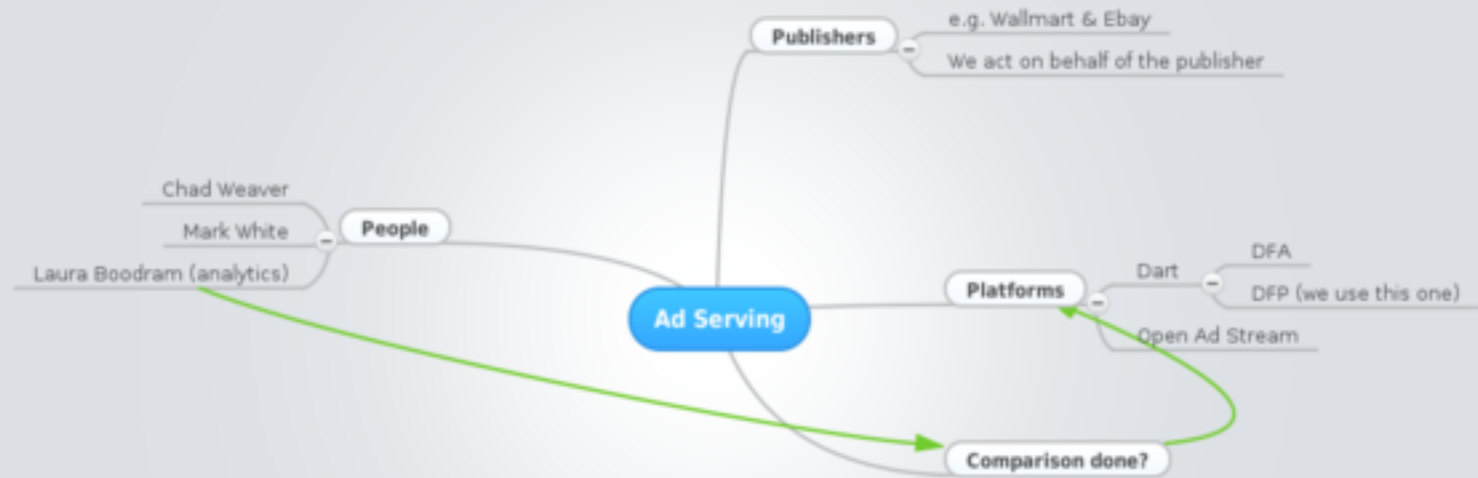 Publishers
e.g. Wallmart & Ebay
We act on behalf of the publisher
Chad Weaver
Mark White
Laura Boodram (analytics)
People
Ad Serving
Platforms
Dart
DFA
DFP (we use this one)
Open Ad Stream
Comparison done?